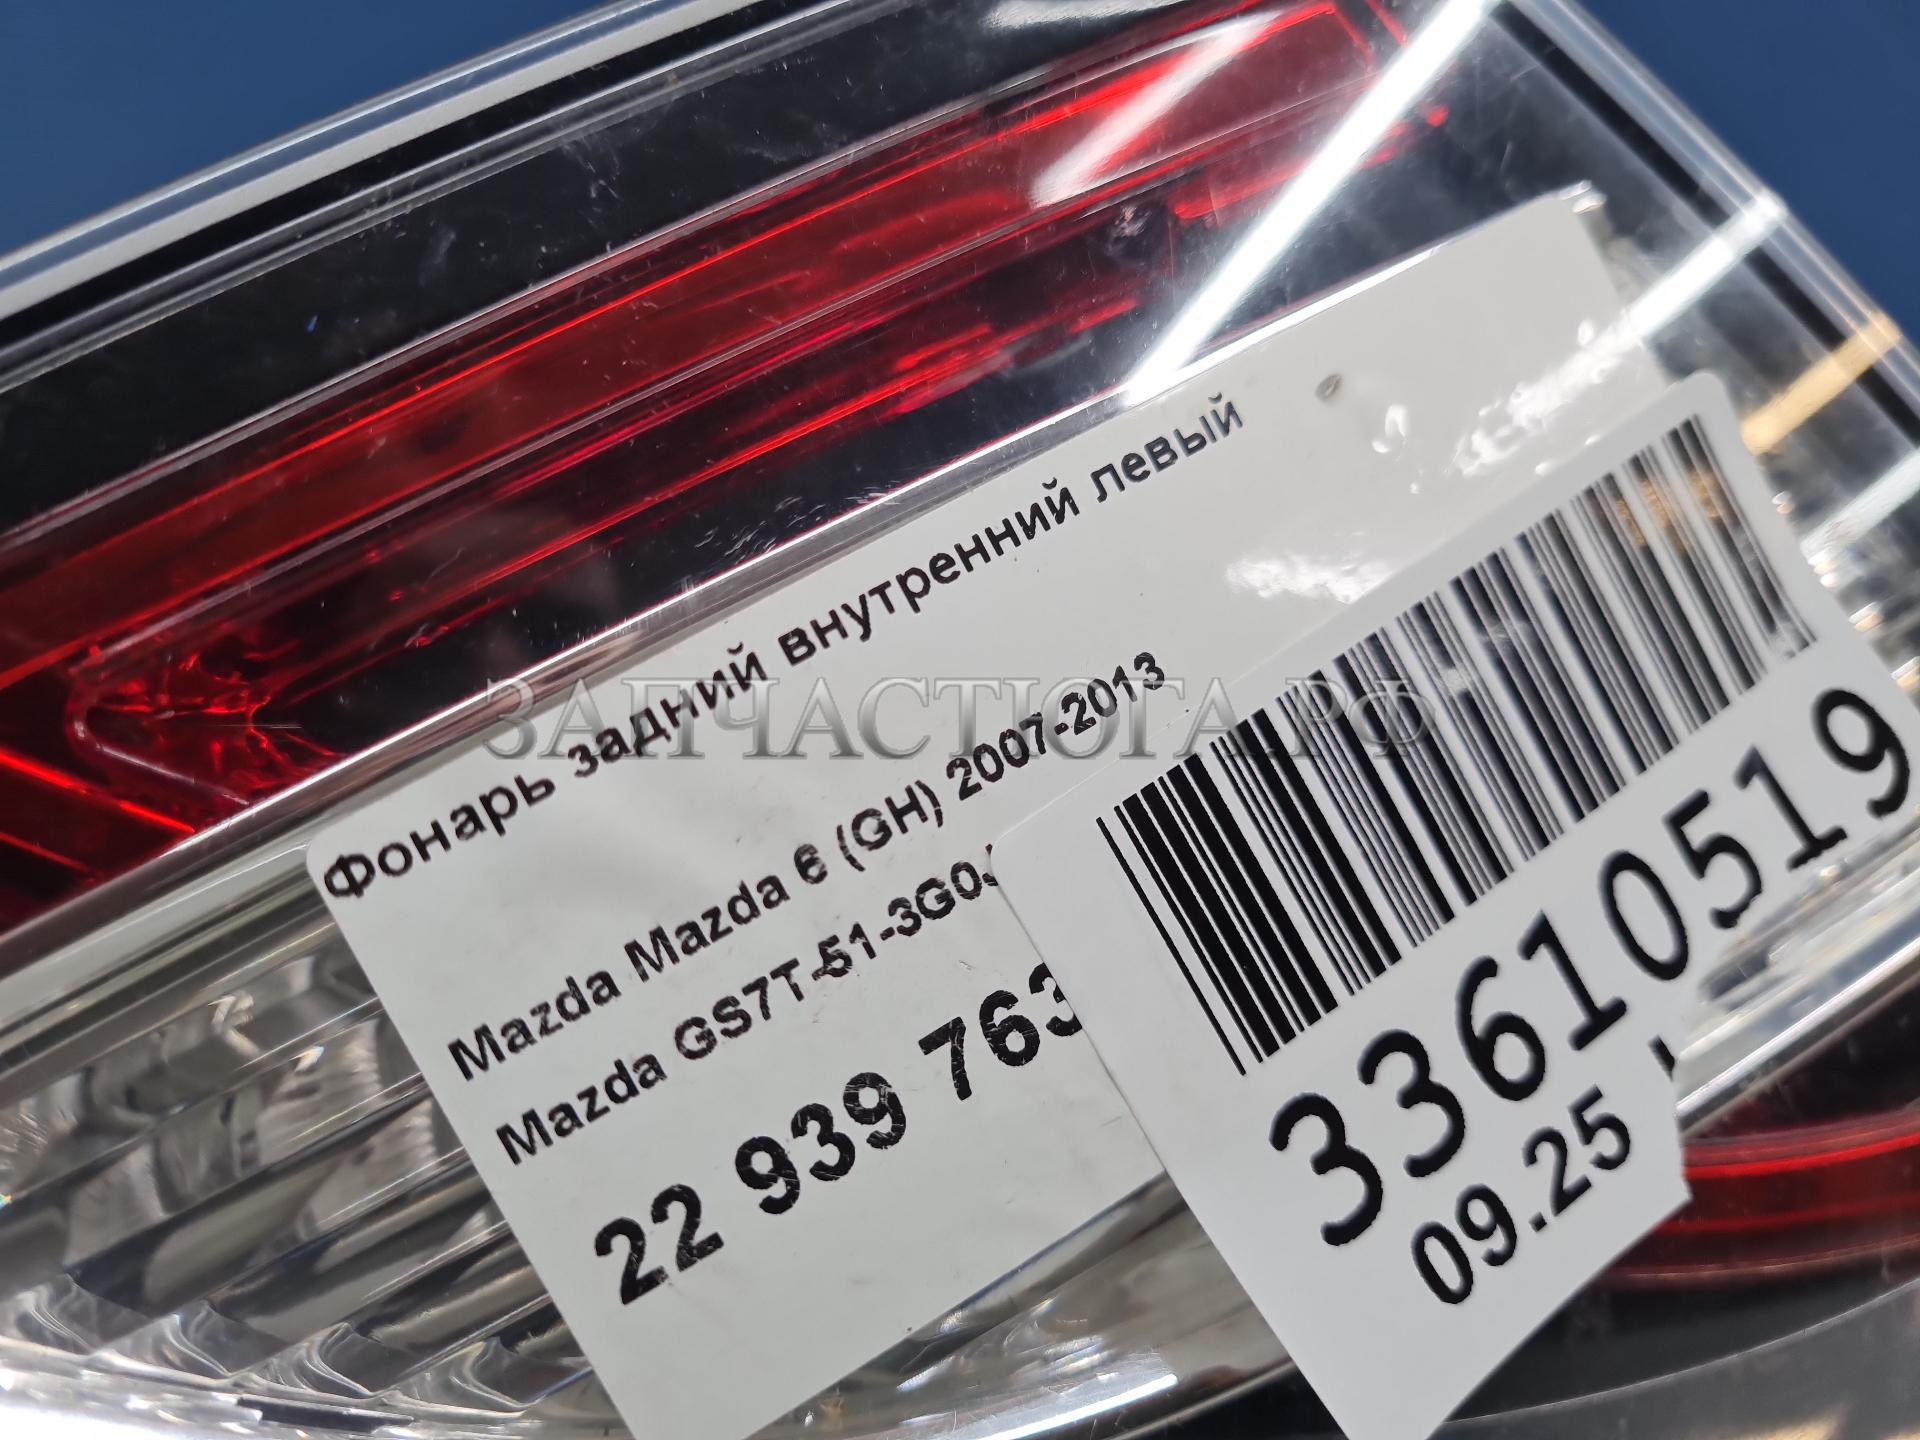 Фонарь задний внутренний левый
Mazda Mazda 6 (GH) 2007-2013
Mazda GS7T-51-3G0
22 939 763
33610519
09.25
ЗАПЧАСТЮГА.РФ